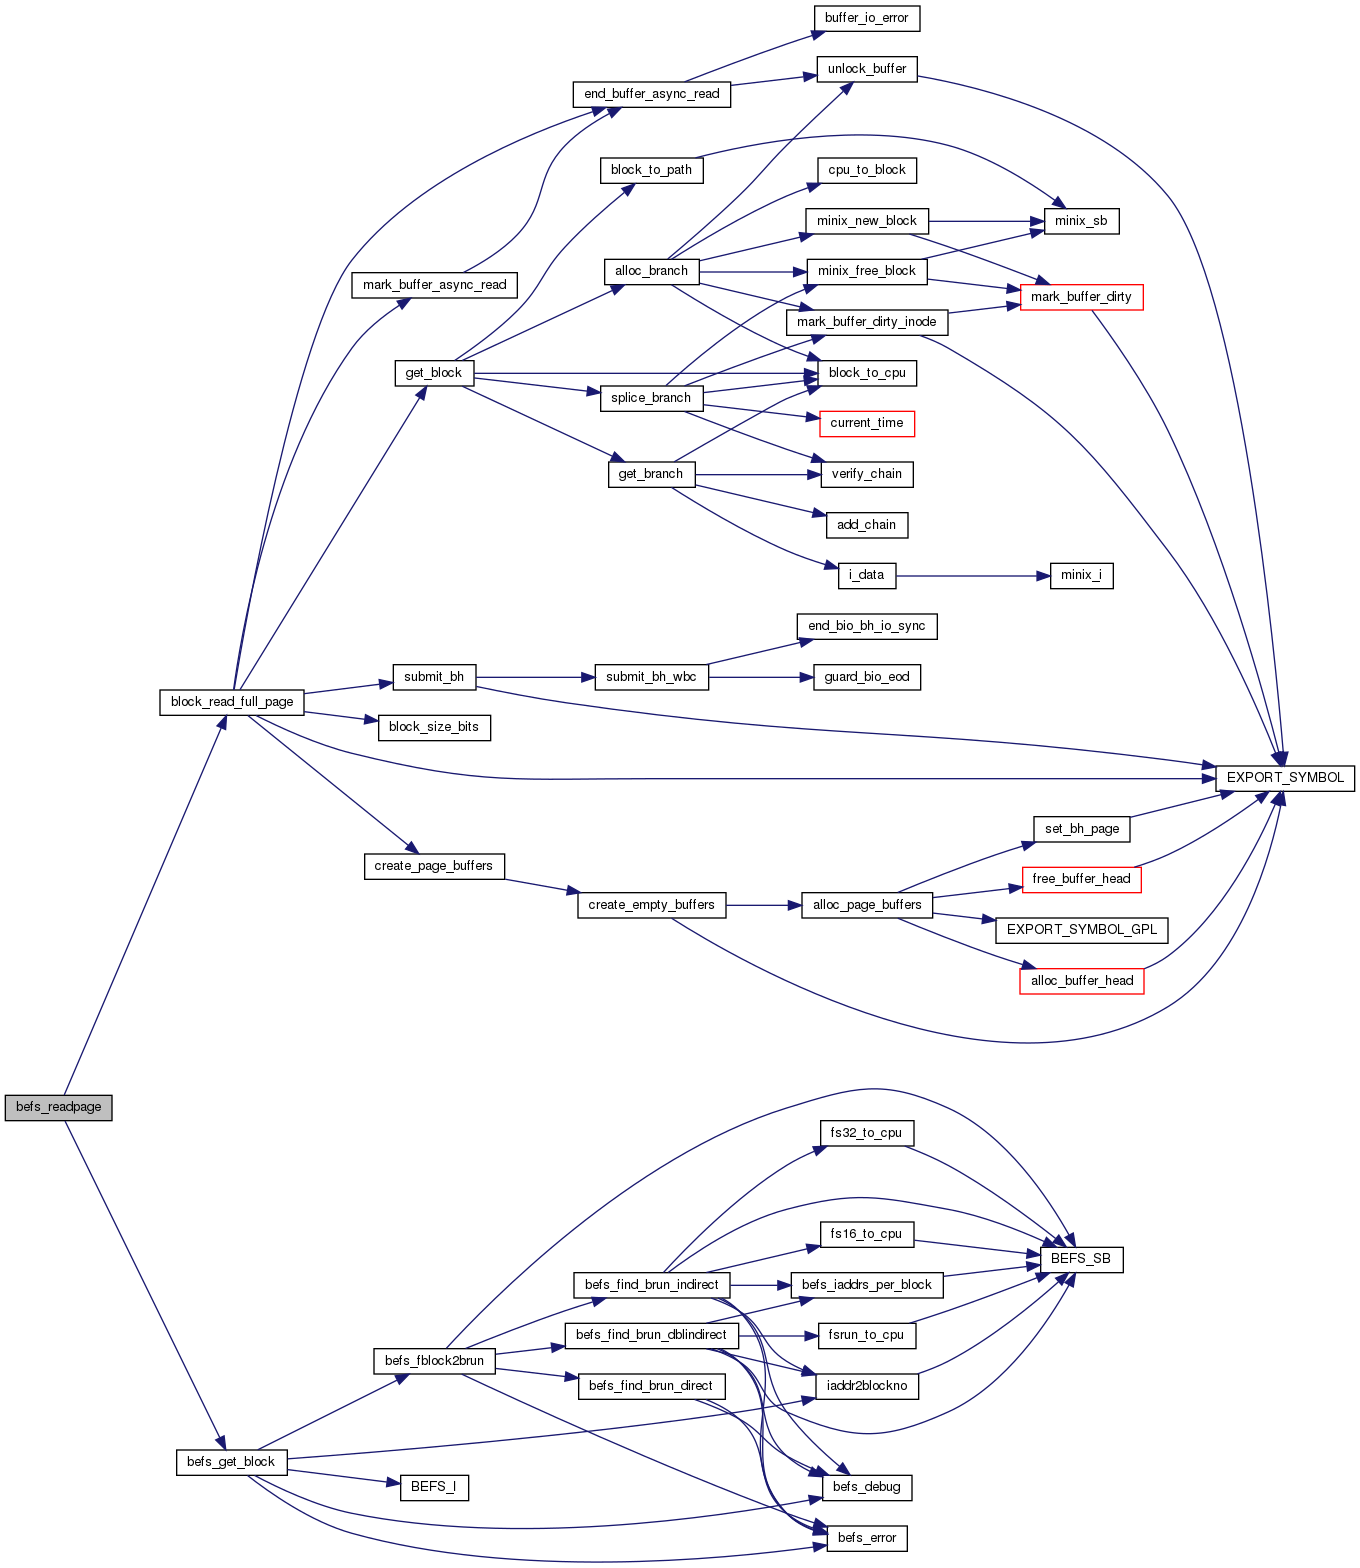 buffer_io_error
unlock_buffer
end_buffer_async_read
block_to_path
cpu_to_block
minix_new_block
minix_sb
alloc_branch
minix_free_block
mark_buffer_async_read
mark_buffer_dirty
mark_buffer_dirty_inode
get_block
block_to_cpu
splice_branch
current_time
get_branch
verify_chain
add_chain
i_data
minix_i
end_bio_bh_io_sync
submit_bh
submit_bh_wbc
guard_bio_eod
block_read_full_page
block_size_bits
EXPORT_SYMBOL
set_bh_page
create_page_buffers
free_buffer_head
create_empty_buffers
alloc_page_buffers
EXPORT_SYMBOL_GPL
alloc_buffer_head
befs_readpage
fs32_to_cpu
fs16_to_cpu
BEFS_SB
befs_find_brun_indirect
befs_iaddrs_per_block
befs_find_brun_dblindirect
fsrun_to_cpu
befs_fblock2brun
befs_find_brun_direct
iaddr2blockno
befs_get_block
BEFS_I
befs_debug
befs_error